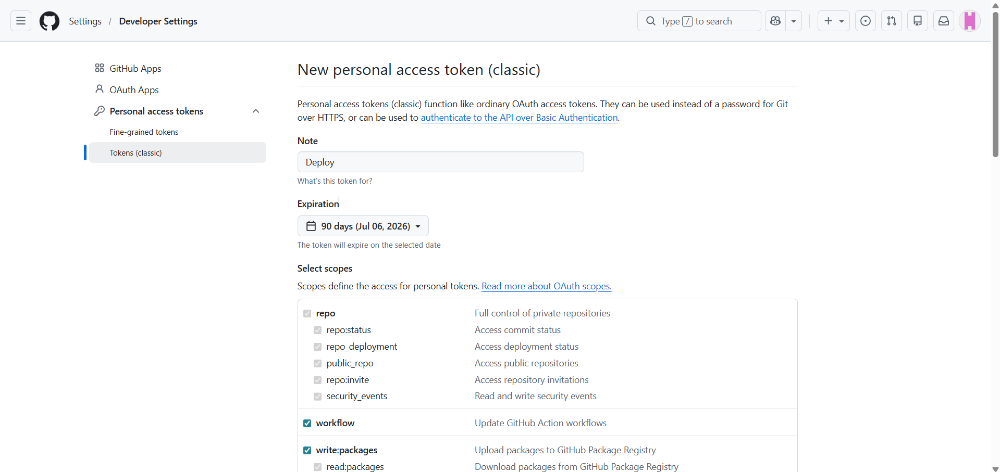 Settings / Developer Settings
Type / to search
GitHub Apps
OAuth Apps
Personal access tokens
Fine-grained tokens
Tokens (classic)
New personal access token (classic)
Personal access tokens (classic) function like ordinary OAuth access tokens. They can be used instead of a password for Git
over HTTPS, or can be used to authenticate to the API over Basic Authentication.
Note
Deploy
What's this token for?
Expiration
90 days (Jul 06, 2026)
The token will expire on the selected date
Select scopes
Scopes define the access for personal tokens. Read more about OAuth scopes.
repo Full control of private repositories
repo:status Access commit status
repo_deployment Access deployment status
public_repo Access public repositories
repo:invite Access repository invitations
security_events Read and write security events
workflow Update GitHub Action workflows
write:packages Upload packages to GitHub Package Registry
read:packages Download packages from GitHub Package Registry